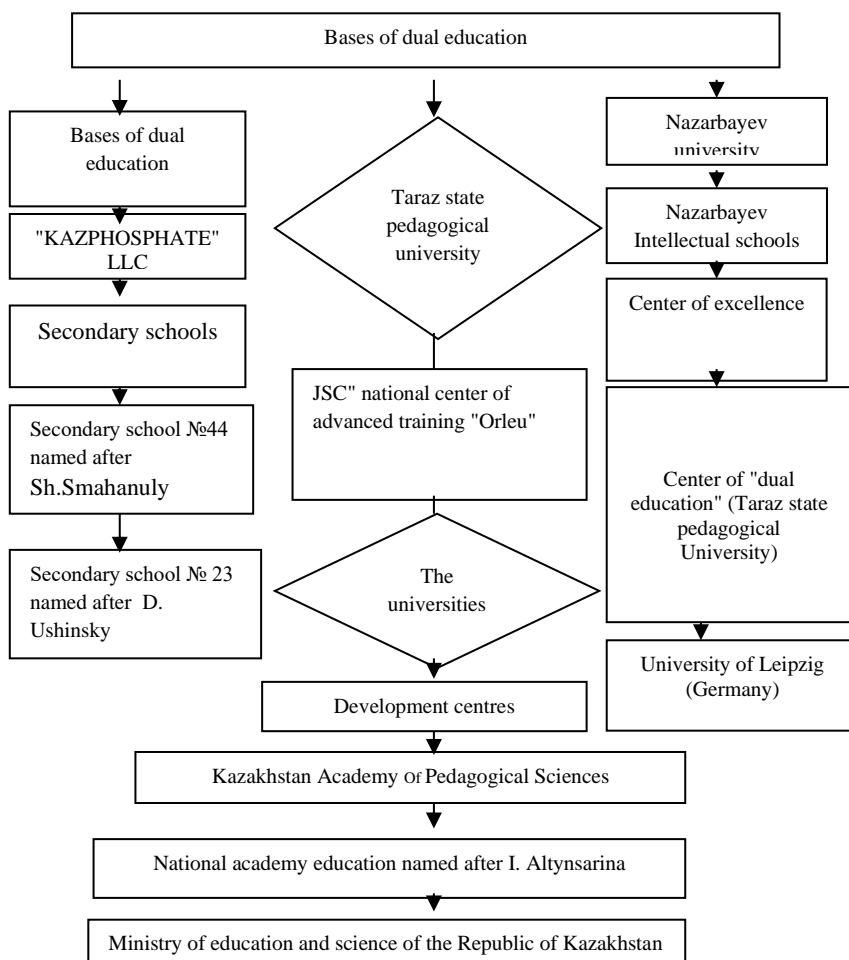 Bases of dual education
Bases of dual
education
"KAZPHOSPHATE"
LLC
Secondary schools
Secondary school №44
named after
Sh.Smahanuly
Secondary school № 23
named after D.
Ushinsky
Taraz state
pedagogical
university
JSC" national center of
advanced training "Orleu"
The
universities
Development centres
Kazakhstan Academy Of Pedagogical Sciences
National academy education named after I. Altynsarina
Ministry of education and science of the Republic of Kazakhstan
Nazarbayev
university
Nazarbayev
Intellectual schools
Center of excellence
Center of "dual
education" (Taraz state
pedagogical
University)
University of Leipzig
(Germany)